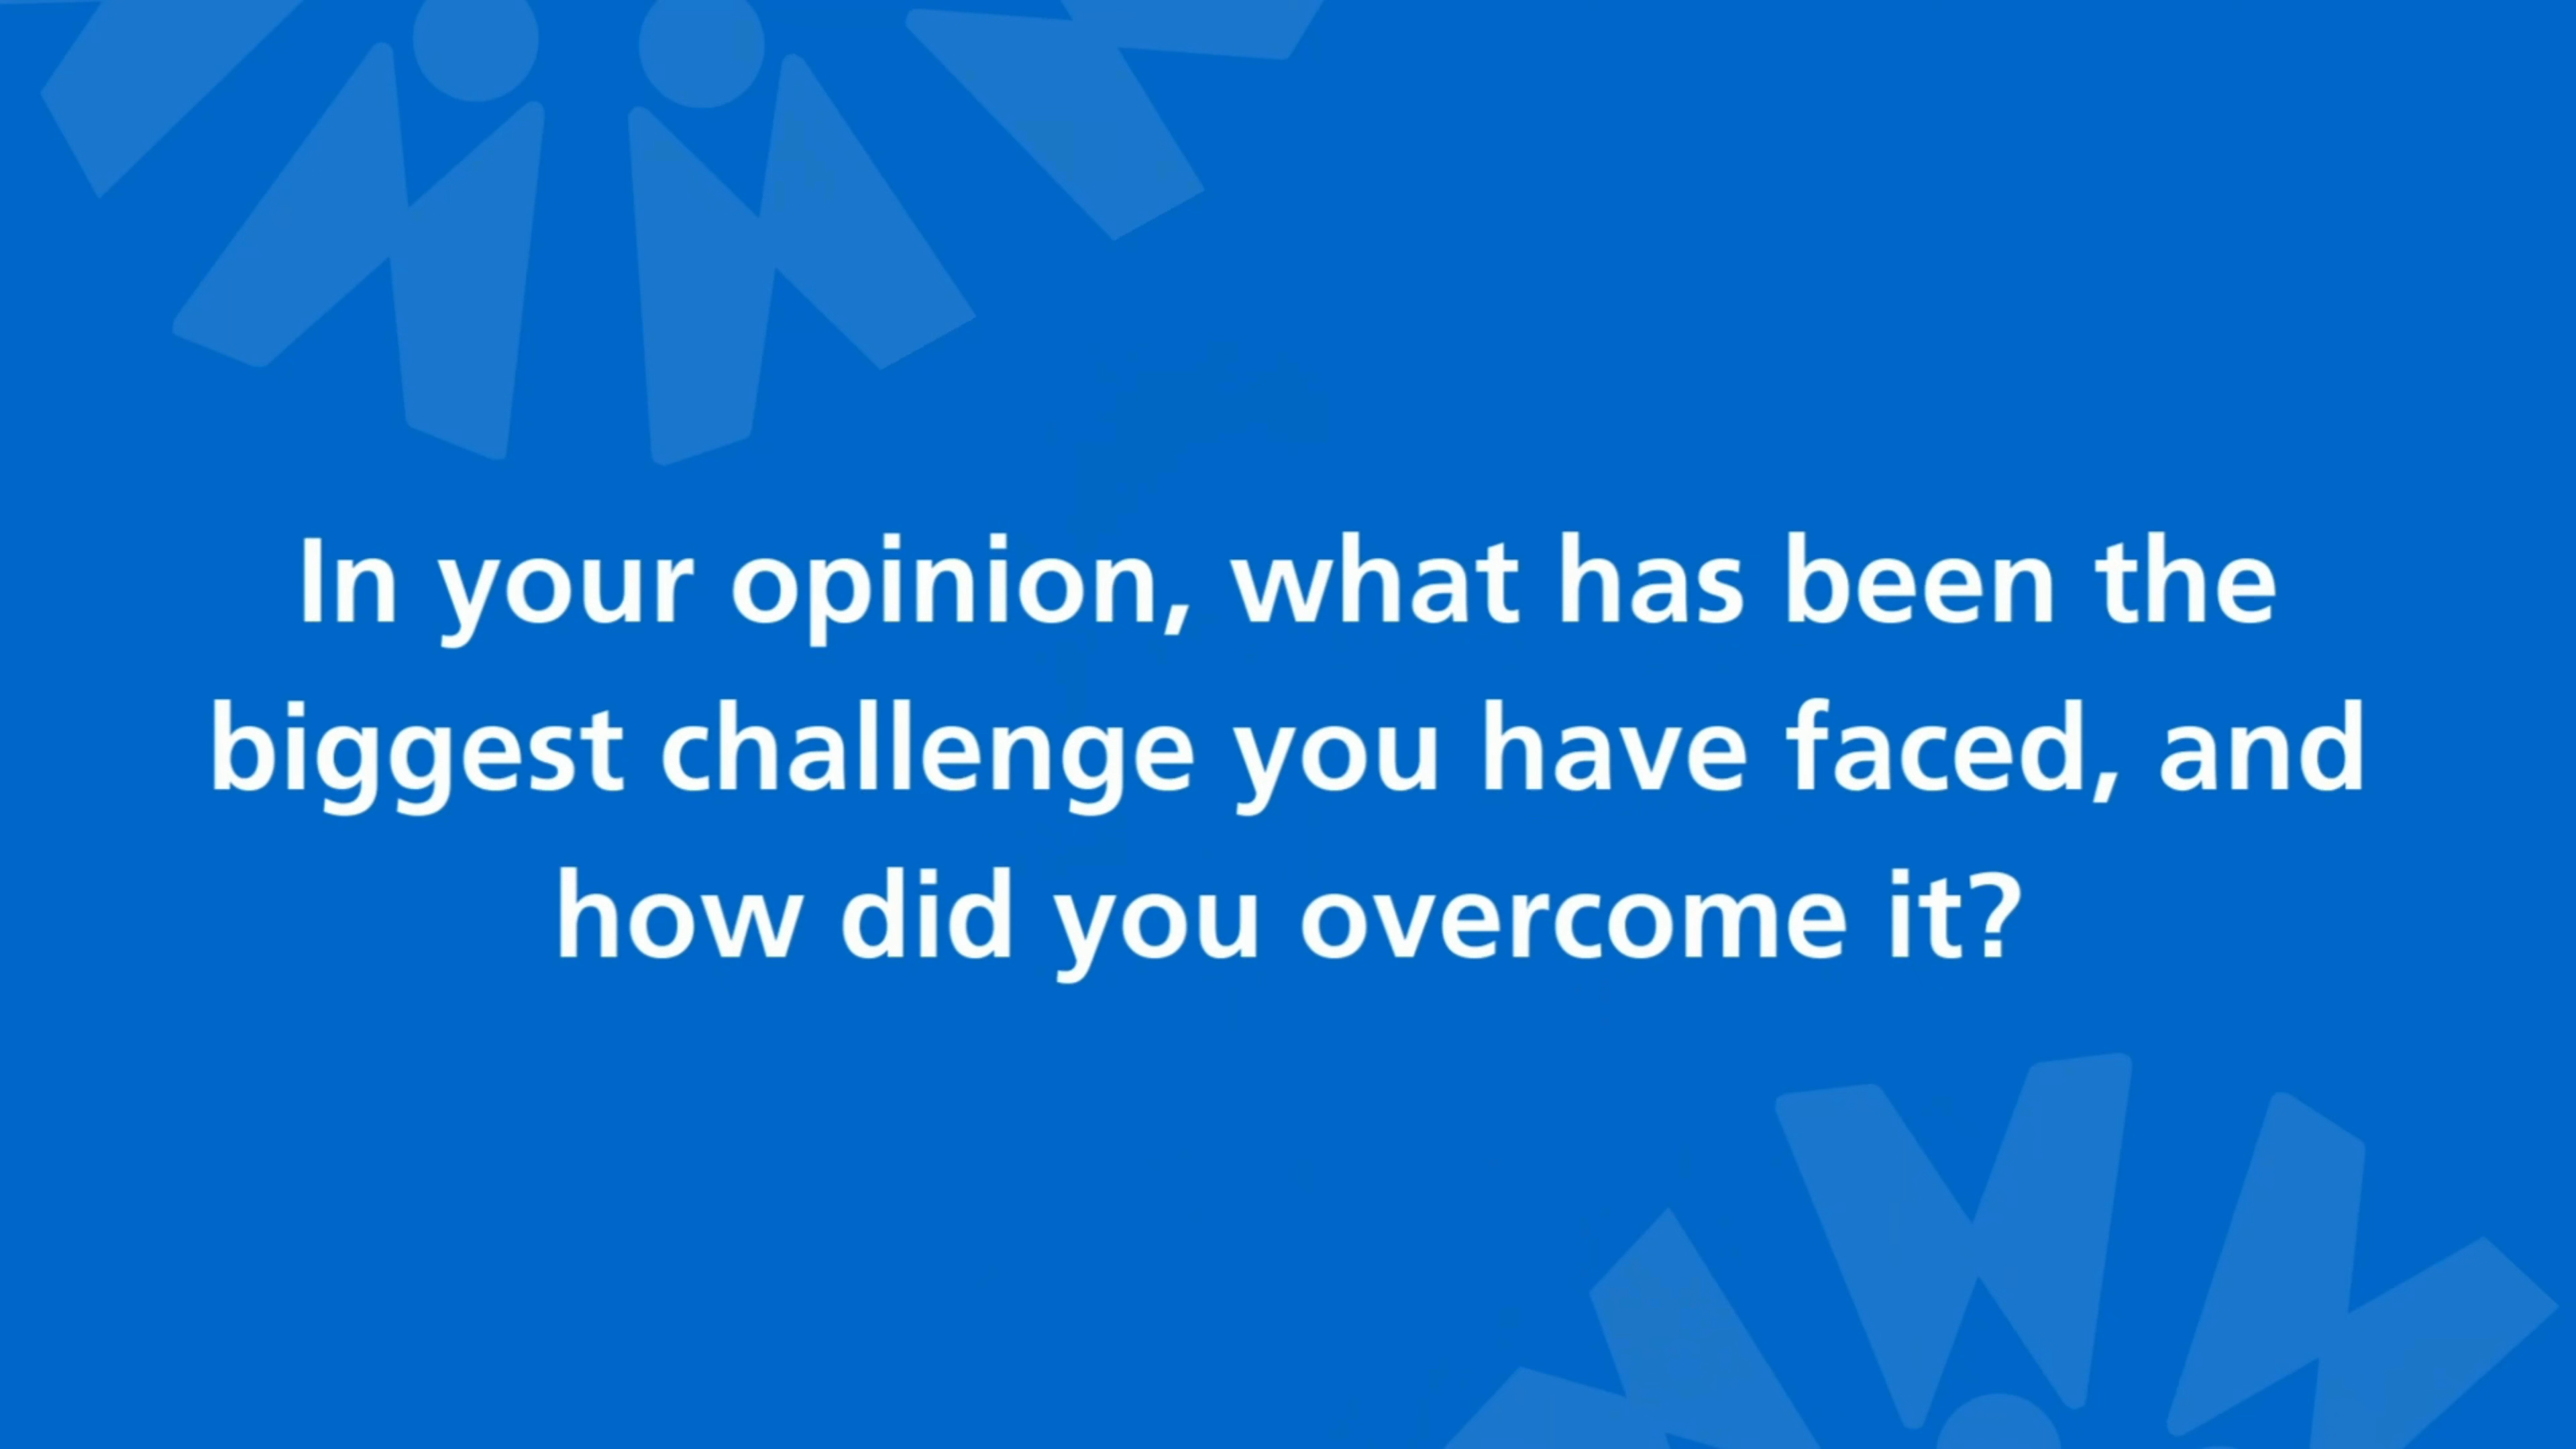 In your opinion, what has been the
biggest challenge you have faced, and
how did you overcome it?